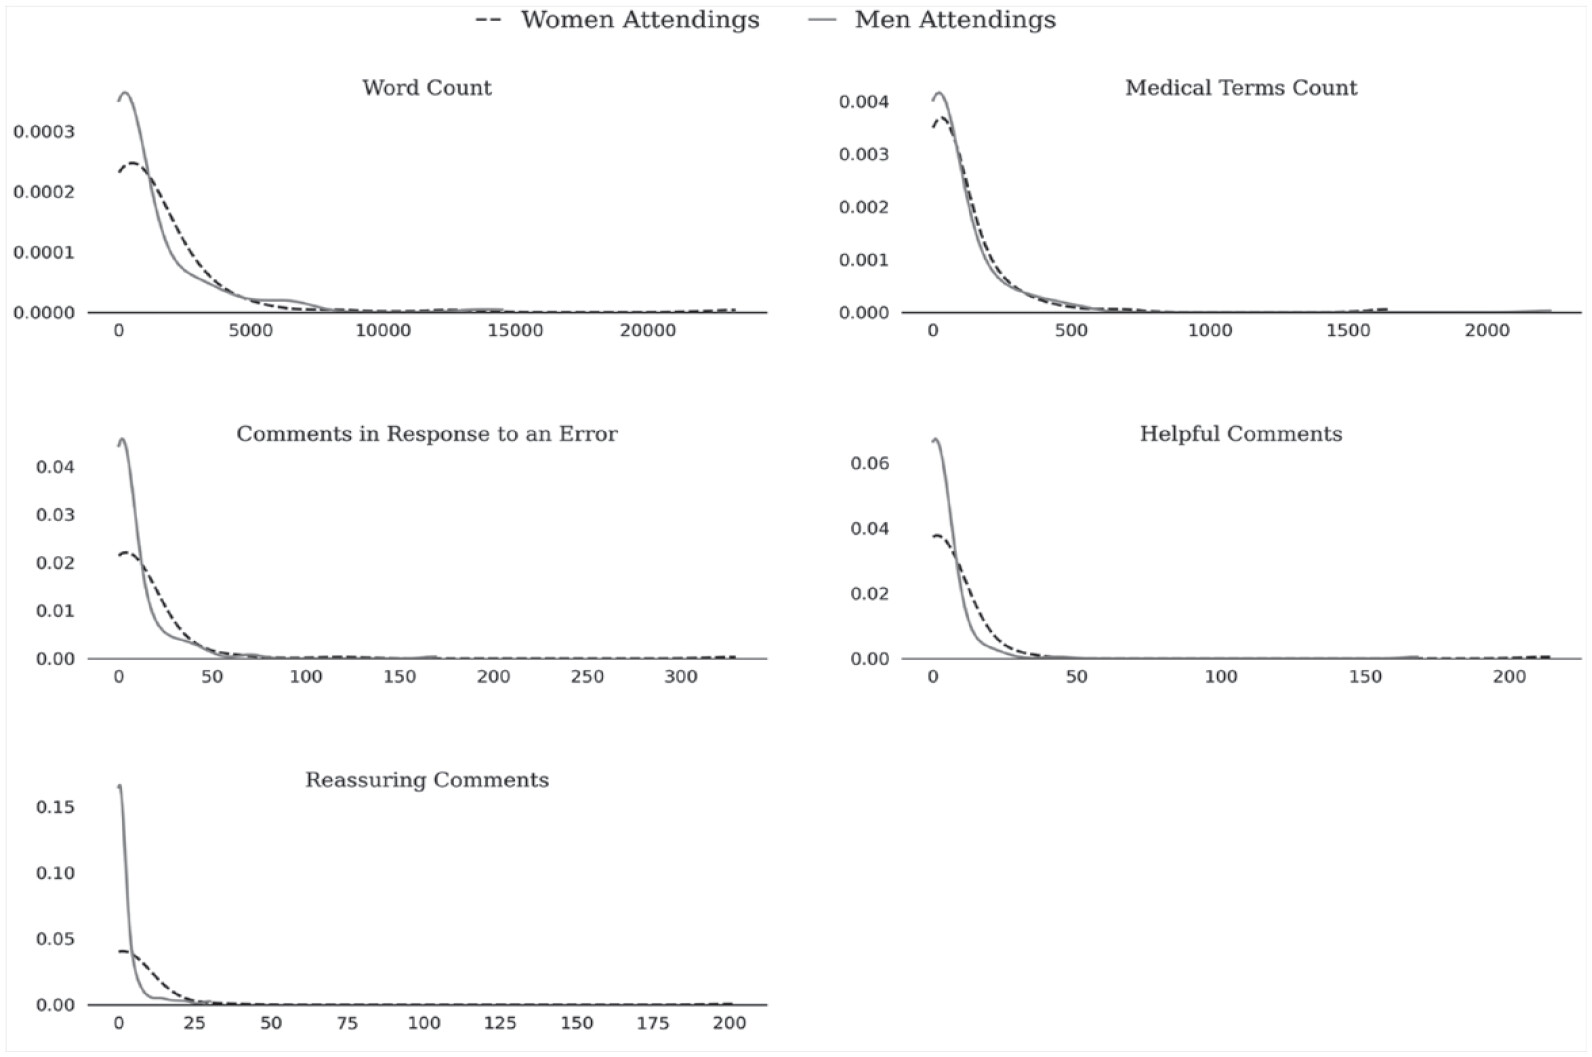 Women Attendings Men Attendings
Word Count
0.0003
0.0002
0.0001
0.0000
0 5000 10000 15000 20000
Medical Terms Count
0.004
0.003
0.002
0.001
0.000
0 500 1000 1500 2000
Comments in Response to an Error
0.04
0.03
0.02
0.01
0.00
0 50 100 150 200 250 300
Helpful Comments
0.06
0.04
0.02
0.00
0 50 100 150 200
Reassuring Comments
0.15
0.10
0.05
0.00
0 25 50 75 100 125 150 175 200